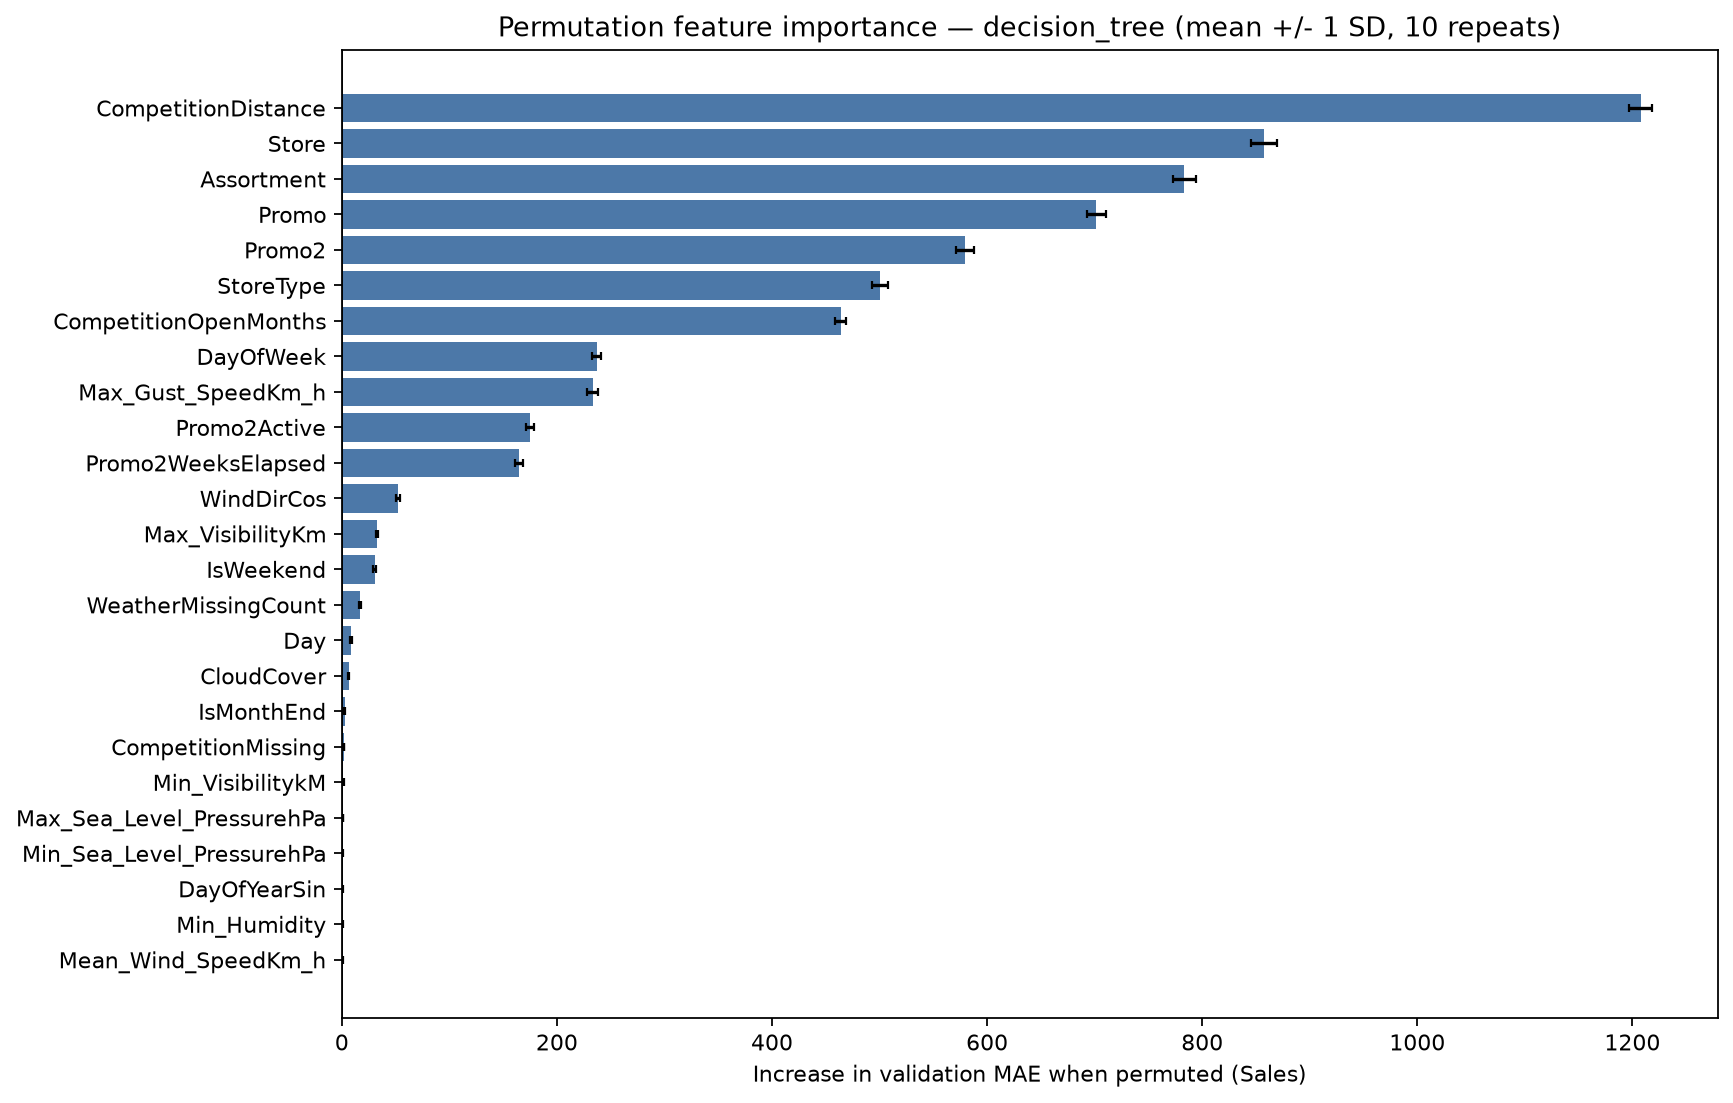 Permutation feature importance — decision_tree (mean +/- 1 SD, 10 repeats)
CompetitionDistance
Store
Assortment
Promo
Promo2
StoreType
CompetitionOpenMonths
DayOfWeek
Max_Gust_SpeedKm_h
Promo2Active
Promo2WeeksElapsed
WindDirCos
Max_VisibilityKm
IsWeekend
WeatherMissingCount
Day
CloudCover
IsMonthEnd
CompetitionMissing
Min_VisibilitykM
Max_Sea_Level_PressurehPa
Min_Sea_Level_PressurehPa
DayOfYearSin
Min_Humidity
Mean_Wind_SpeedKm_h
0 200 400 600 800 1000 1200
Increase in validation MAE when permuted (Sales)